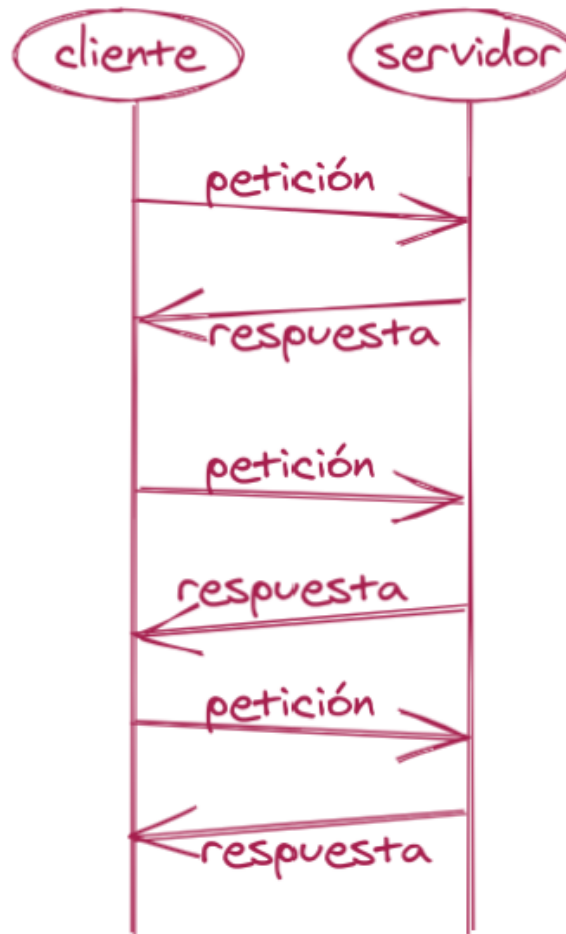 cliente
servidor
petición
respuesta
petición
respuesta
petición
respuesta